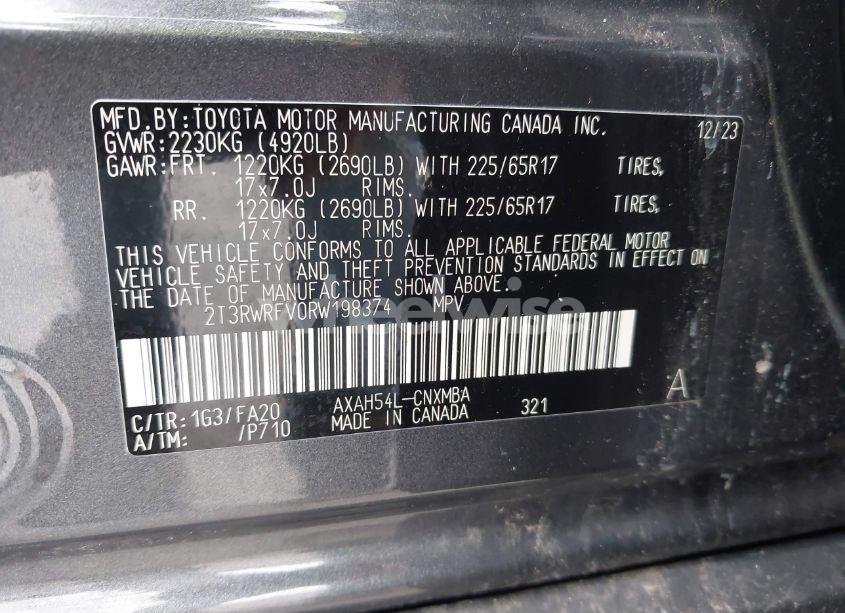 MFD.BY:TOYOTA MOTOR MANUFACTURING CANADA INC. 12/23
GVWR:2230KG (4920LB)
GAWR:FRT. 1220KG (2690LB) WITH 225/65R17 TIRES,
17x7.0J RIMS.
RR. 1220KG (2690LB) WITH 225/65R17 TIRES,
17x7.0J RIMS.
THIS VEHICLE CONFORMS TO ALL APPLICABLE FEDERAL MOTOR
VEHICLE SAFETY AND THEFT PREVENTION STANDARDS IN EFFECT ON
THE DATE OF MANUFACTURE SHOWN ABOVE.
2T3RWRFV0RW198374 MPV
wheelwise
AXAH54L-CNXMBA A
C/TR:1G3/FA20 MADE IN CANADA 321
A/TM: /P710